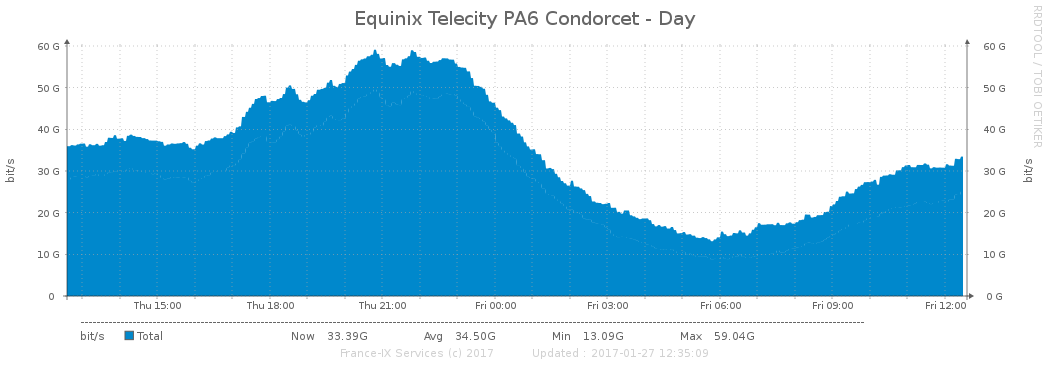 Equinix Telecity PA6 Condorcet - Day
RRDTOOL / TOBI OETIKER
60 G 60 G
50 G 50 G
40 G 40 G
30 G 30 G
20 G 20 G
10 G 10 G
0 0 G
bit/s bit/s
Thu 15:00 Thu 18:00 Thu 21:00 Fri 00:00 Fri 03:00 Fri 06:00 Fri 09:00 Fri 12:00
bit/s Total Now 33.39G Avg 34.50G Min 13.09G Max 59.04G
France-IX Services (c) 2017 Updated : 2017-01-27 12:35:09